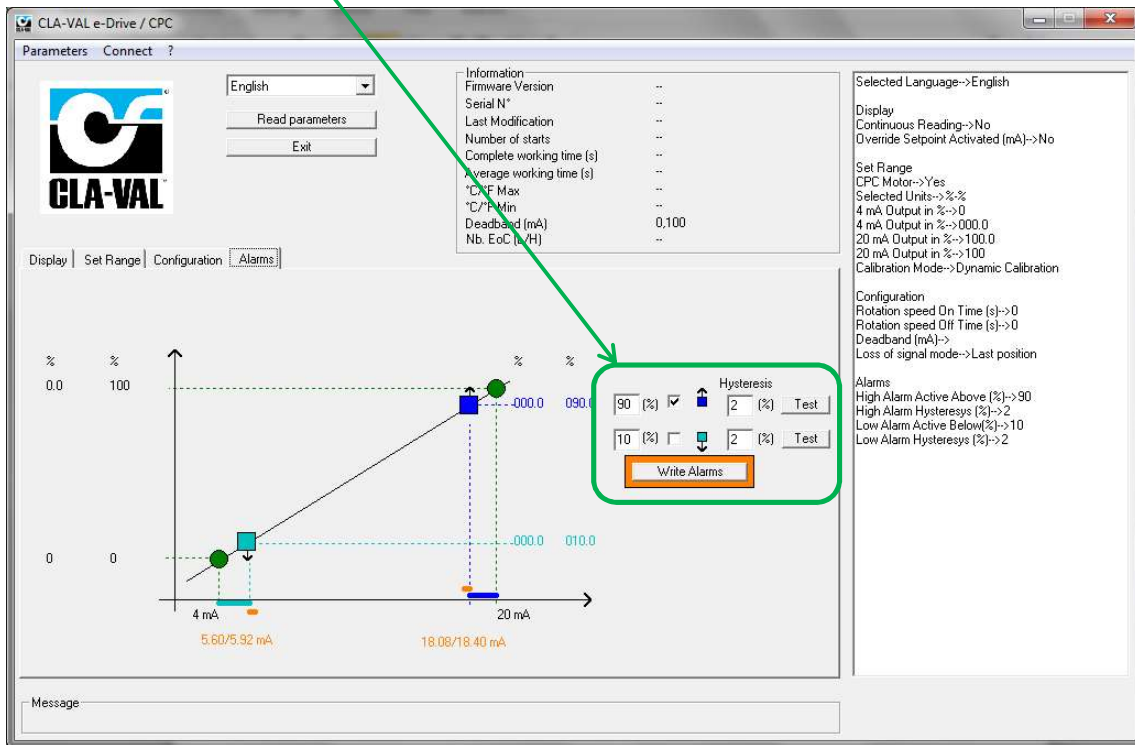 CLA-VAL e-Drive / CPC
Parameters Connect ?
CLA-VAL
English
Read parameters
Exit
Information
Firmware Version --
Serial N° --
Last Modification --
Number of starts --
Complete working time (s) --
Average working time (s) --
°C/°F Max --
°C/°F Min --
Deadband (mA) 0,100
Nb. EoC (L/H) --
Display Set Range Configuration Alarms
% % % %
0.0 100
000.0 090.0
Hysteresis
90 (%) 2 (%) Test
10 (%) 2 (%) Test
Write Alarms
000.0 010.0
0 0
4 mA 20 mA
5.60/5.92 mA 18.08/18.40 mA
Message
Selected Language-->English
Display
Continuous Reading-->No
Override Setpoint Activated (mA)-->No
Set Range
CPC Motor-->Yes
Selected Units-->%-%
4 mA Output in %-->0
4 mA Output in %-->000.0
20 mA Output in %-->100.0
20 mA Output in %-->100
Calibration Mode-->Dynamic Calibration
Configuration
Rotation speed On Time (s)-->0
Rotation speed Off Time (s)-->0
Deadband (mA)-->
Loss of signal mode-->Last position
Alarms
High Alarm Active Above (%)-->90
High Alarm Hysteresys (%)-->2
Low Alarm Active Below(%)-->10
Low Alarm Hysteresys (%)-->2